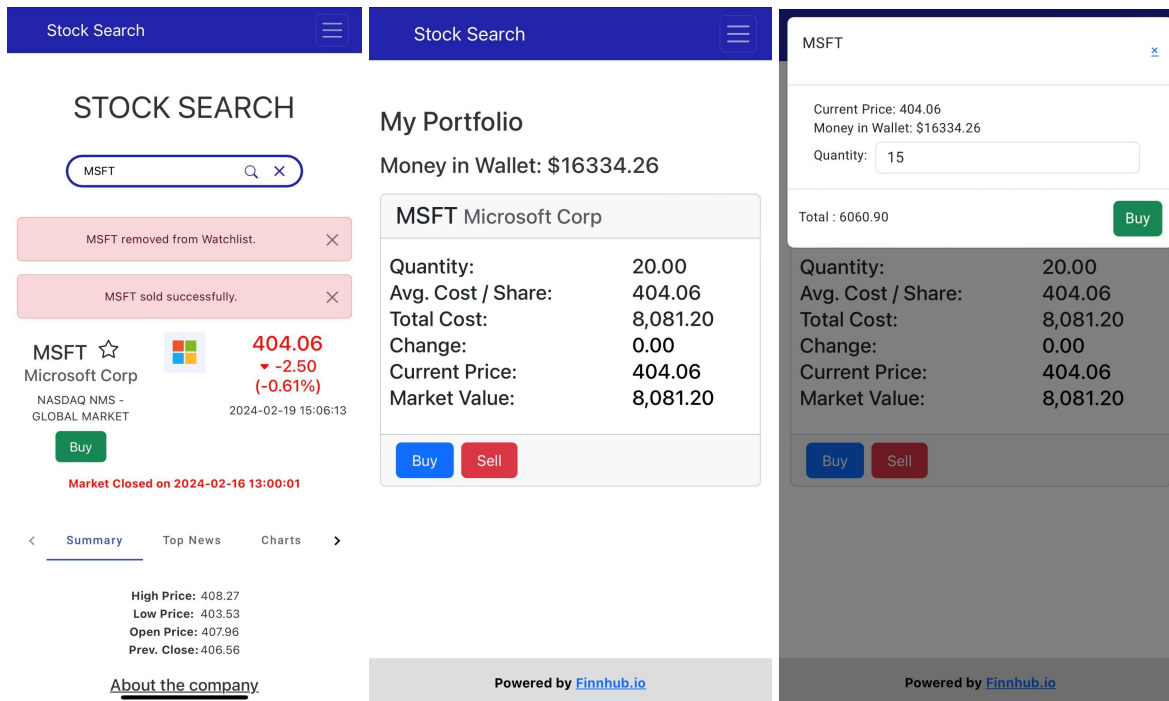 Stock Search
STOCK SEARCH
MSFT
MSFT removed from Watchlist.
MSFT sold successfully.
MSFT
Microsoft Corp
NASDAQ NMS -
GLOBAL MARKET
404.06
-2.50
(-0.61%)
2024-02-19 15:06:13
Buy
Market Closed on 2024-02-16 13:00:01
Summary Top News Charts
High Price: 408.27
Low Price: 403.53
Open Price: 407.96
Prev. Close: 406.56
About the company
Stock Search
My Portfolio
Money in Wallet: $16334.26
MSFT Microsoft Corp
Quantity: 20.00
Avg. Cost / Share: 404.06
Total Cost: 8,081.20
Change: 0.00
Current Price: 404.06
Market Value: 8,081.20
Buy Sell
Powered by Finnhub.io
MSFT
Current Price: 404.06
Money in Wallet: $16334.26
Quantity: 15
Total : 6060.90
Buy
Quantity: 20.00
Avg. Cost / Share: 404.06
Total Cost: 8,081.20
Change: 0.00
Current Price: 404.06
Market Value: 8,081.20
Buy Sell
Powered by Finnhub.io